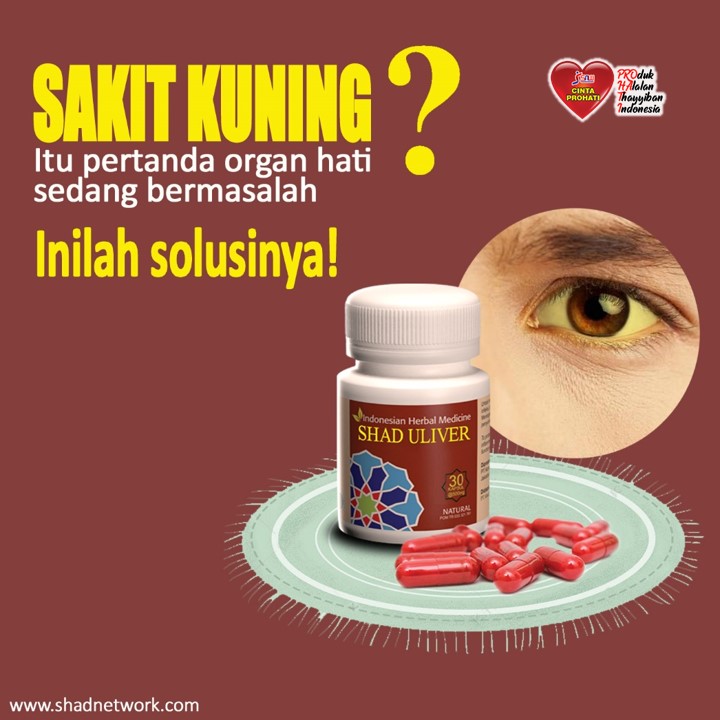 SAKIT KUNING ?
Itu pertanda organ hati
sedang bermasalah
Inilah solusinya!
CINTA
PROHATI
PROduk
HAlalan
Thayyiban
Indonesia
Indonesian Herbal Medicine
SHAD ULIVER
30
NATURAL
www.shadnetwork.com